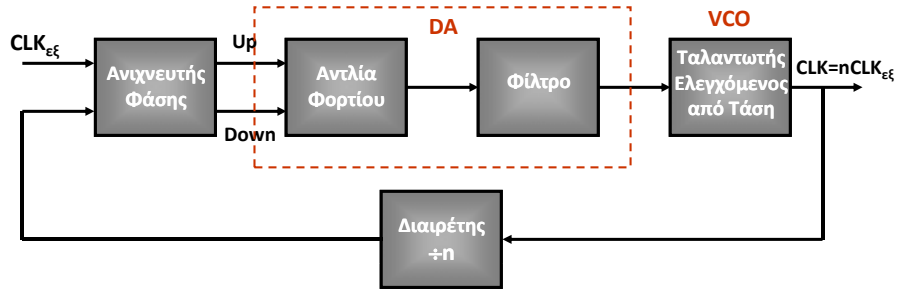 DA
VCO
CLKεξ
Up
Ανιχνευτής
Φάσης
Αντλία
Φορτίου
Φίλτρο
Ταλαντωτής
Ελεγχόμενος
από Τάση
CLK=nCLKεξ
Down
Διαιρέτης
÷n